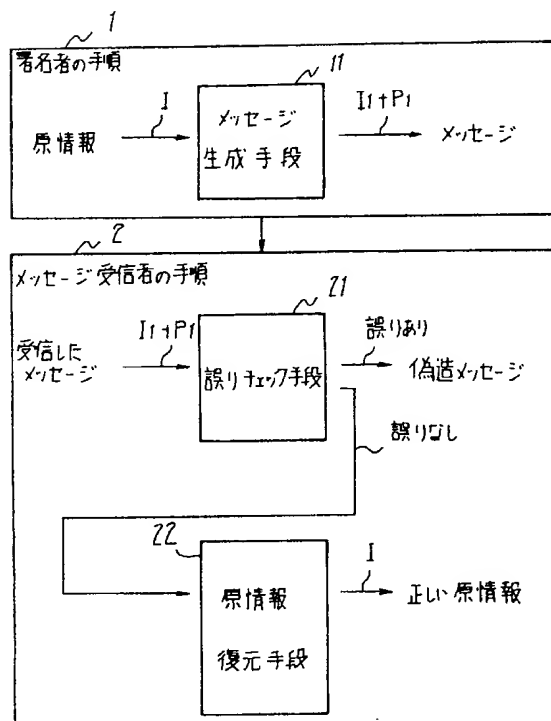 1
署名者の手順
11
原情報
I
メッセージ
生成手段
I1+P1
メッセージ
2
メッセージ受信者の手順
21
受信した
メッセージ
I1+P1
誤りチェック手段
誤りあり
偽造メッセージ
誤りなし
22
原情報
復元手段
I
正しい原情報